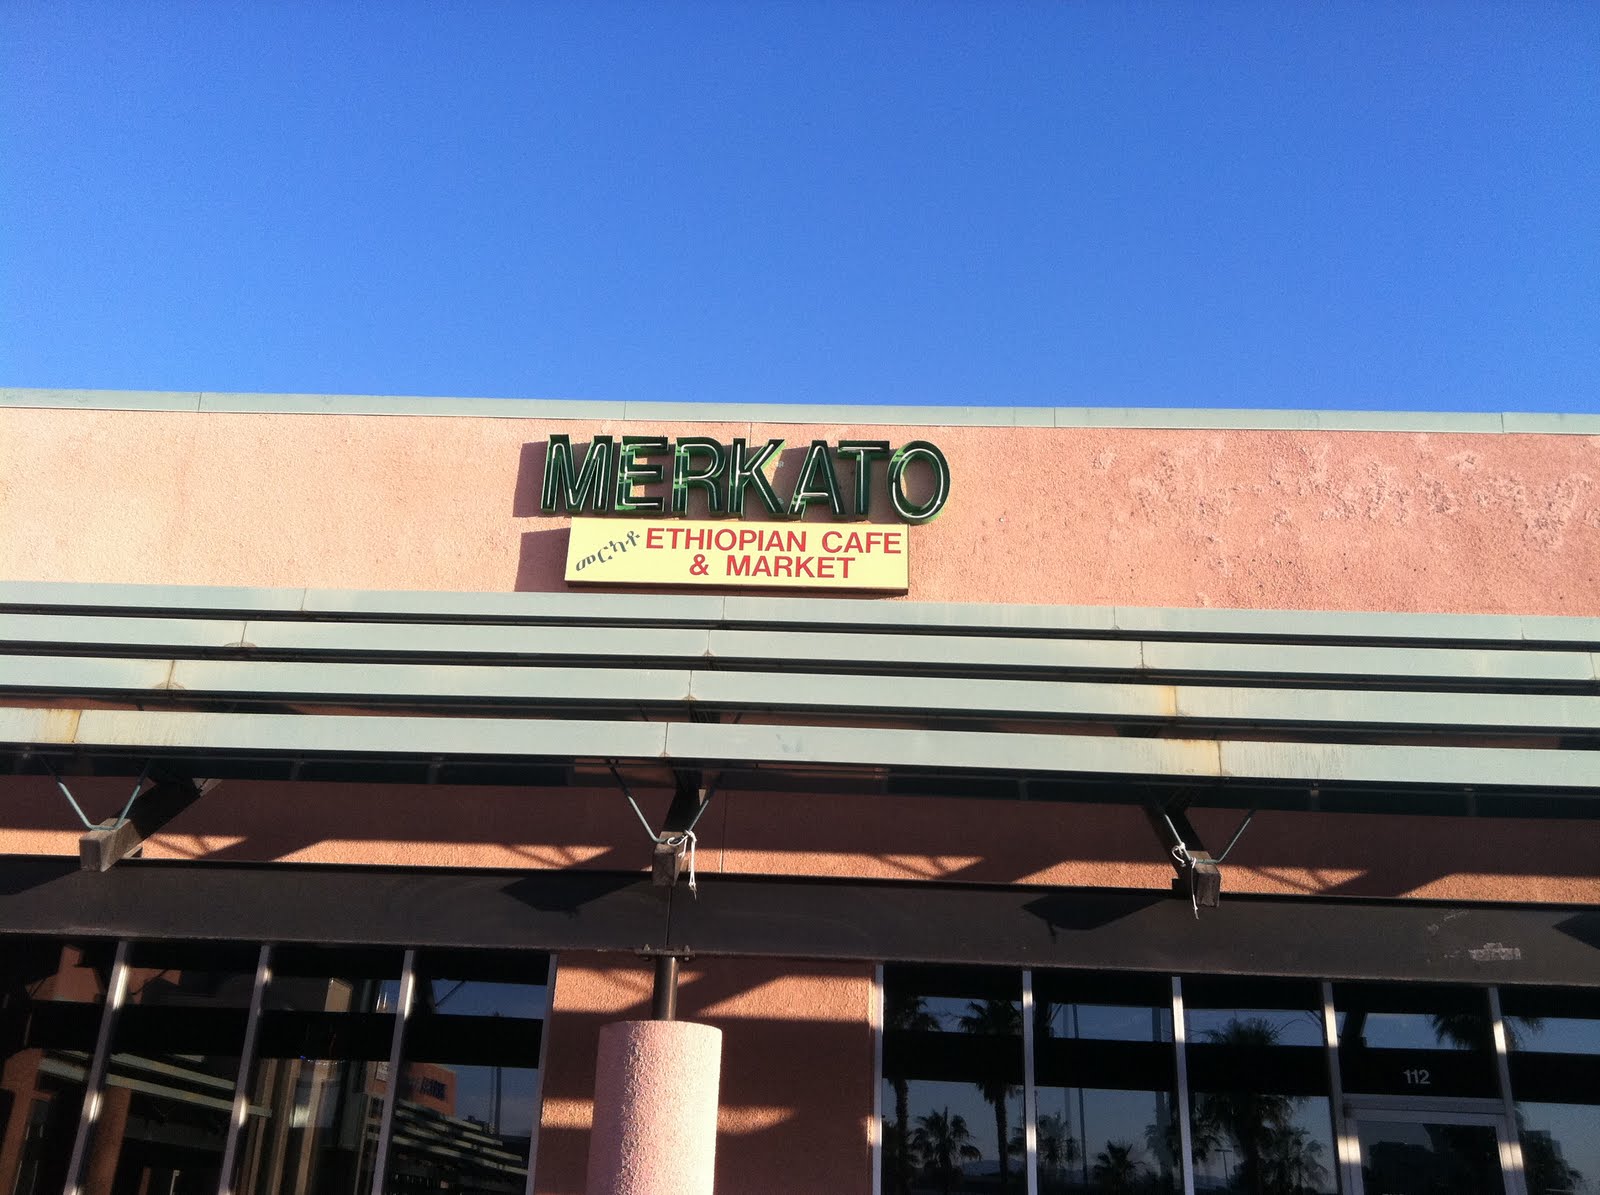 MERKATO
መርካቶ ETHIOPIAN CAFE
& MARKET
112